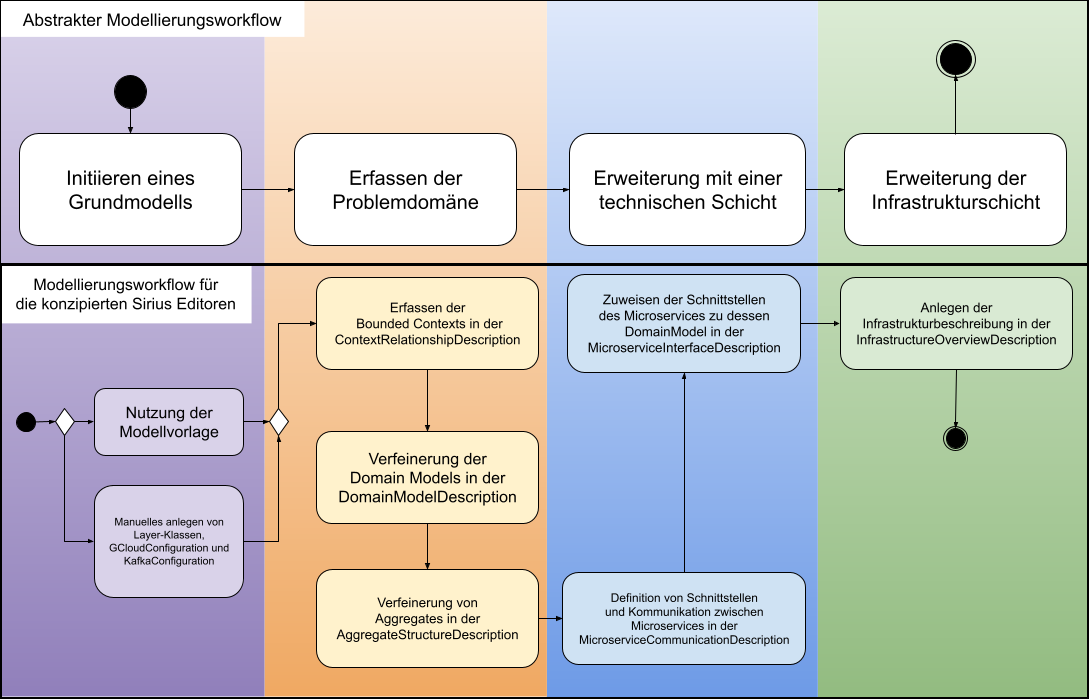 Abstrakter Modellierungsworkflow
Initiieren eines
Grundmodells
Erfassen der
Problemdomäne
Erweiterung mit einer
technischen Schicht
Erweiterung der
Infrastrukturschicht
Modellierungsworkflow für
die konzipierten Sirius Editoren
Nutzung der
Modellvorlage
Manuelles anlegen von
Layer-Klassen,
GCloudConfiguration und
KafkaConfiguration
Erfassen der
Bounded Contexts in der
ContextRelationshipDescription
Verfeinerung der
Domain Models in der
DomainModelDescription
Verfeinerung von
Aggregates in der
AggregateStructureDescription
Definition von Schnittstellen
und Kommunikation zwischen
Microservices in der
MicroserviceCommunicationDescription
Zuweisen der Schnittstellen
des Microservices zu dessen
DomainModel in der
MicroserviceInterfaceDescription
Anlegen der
Infrastrukturbeschreibung in der
InfrastructureOverviewDescription